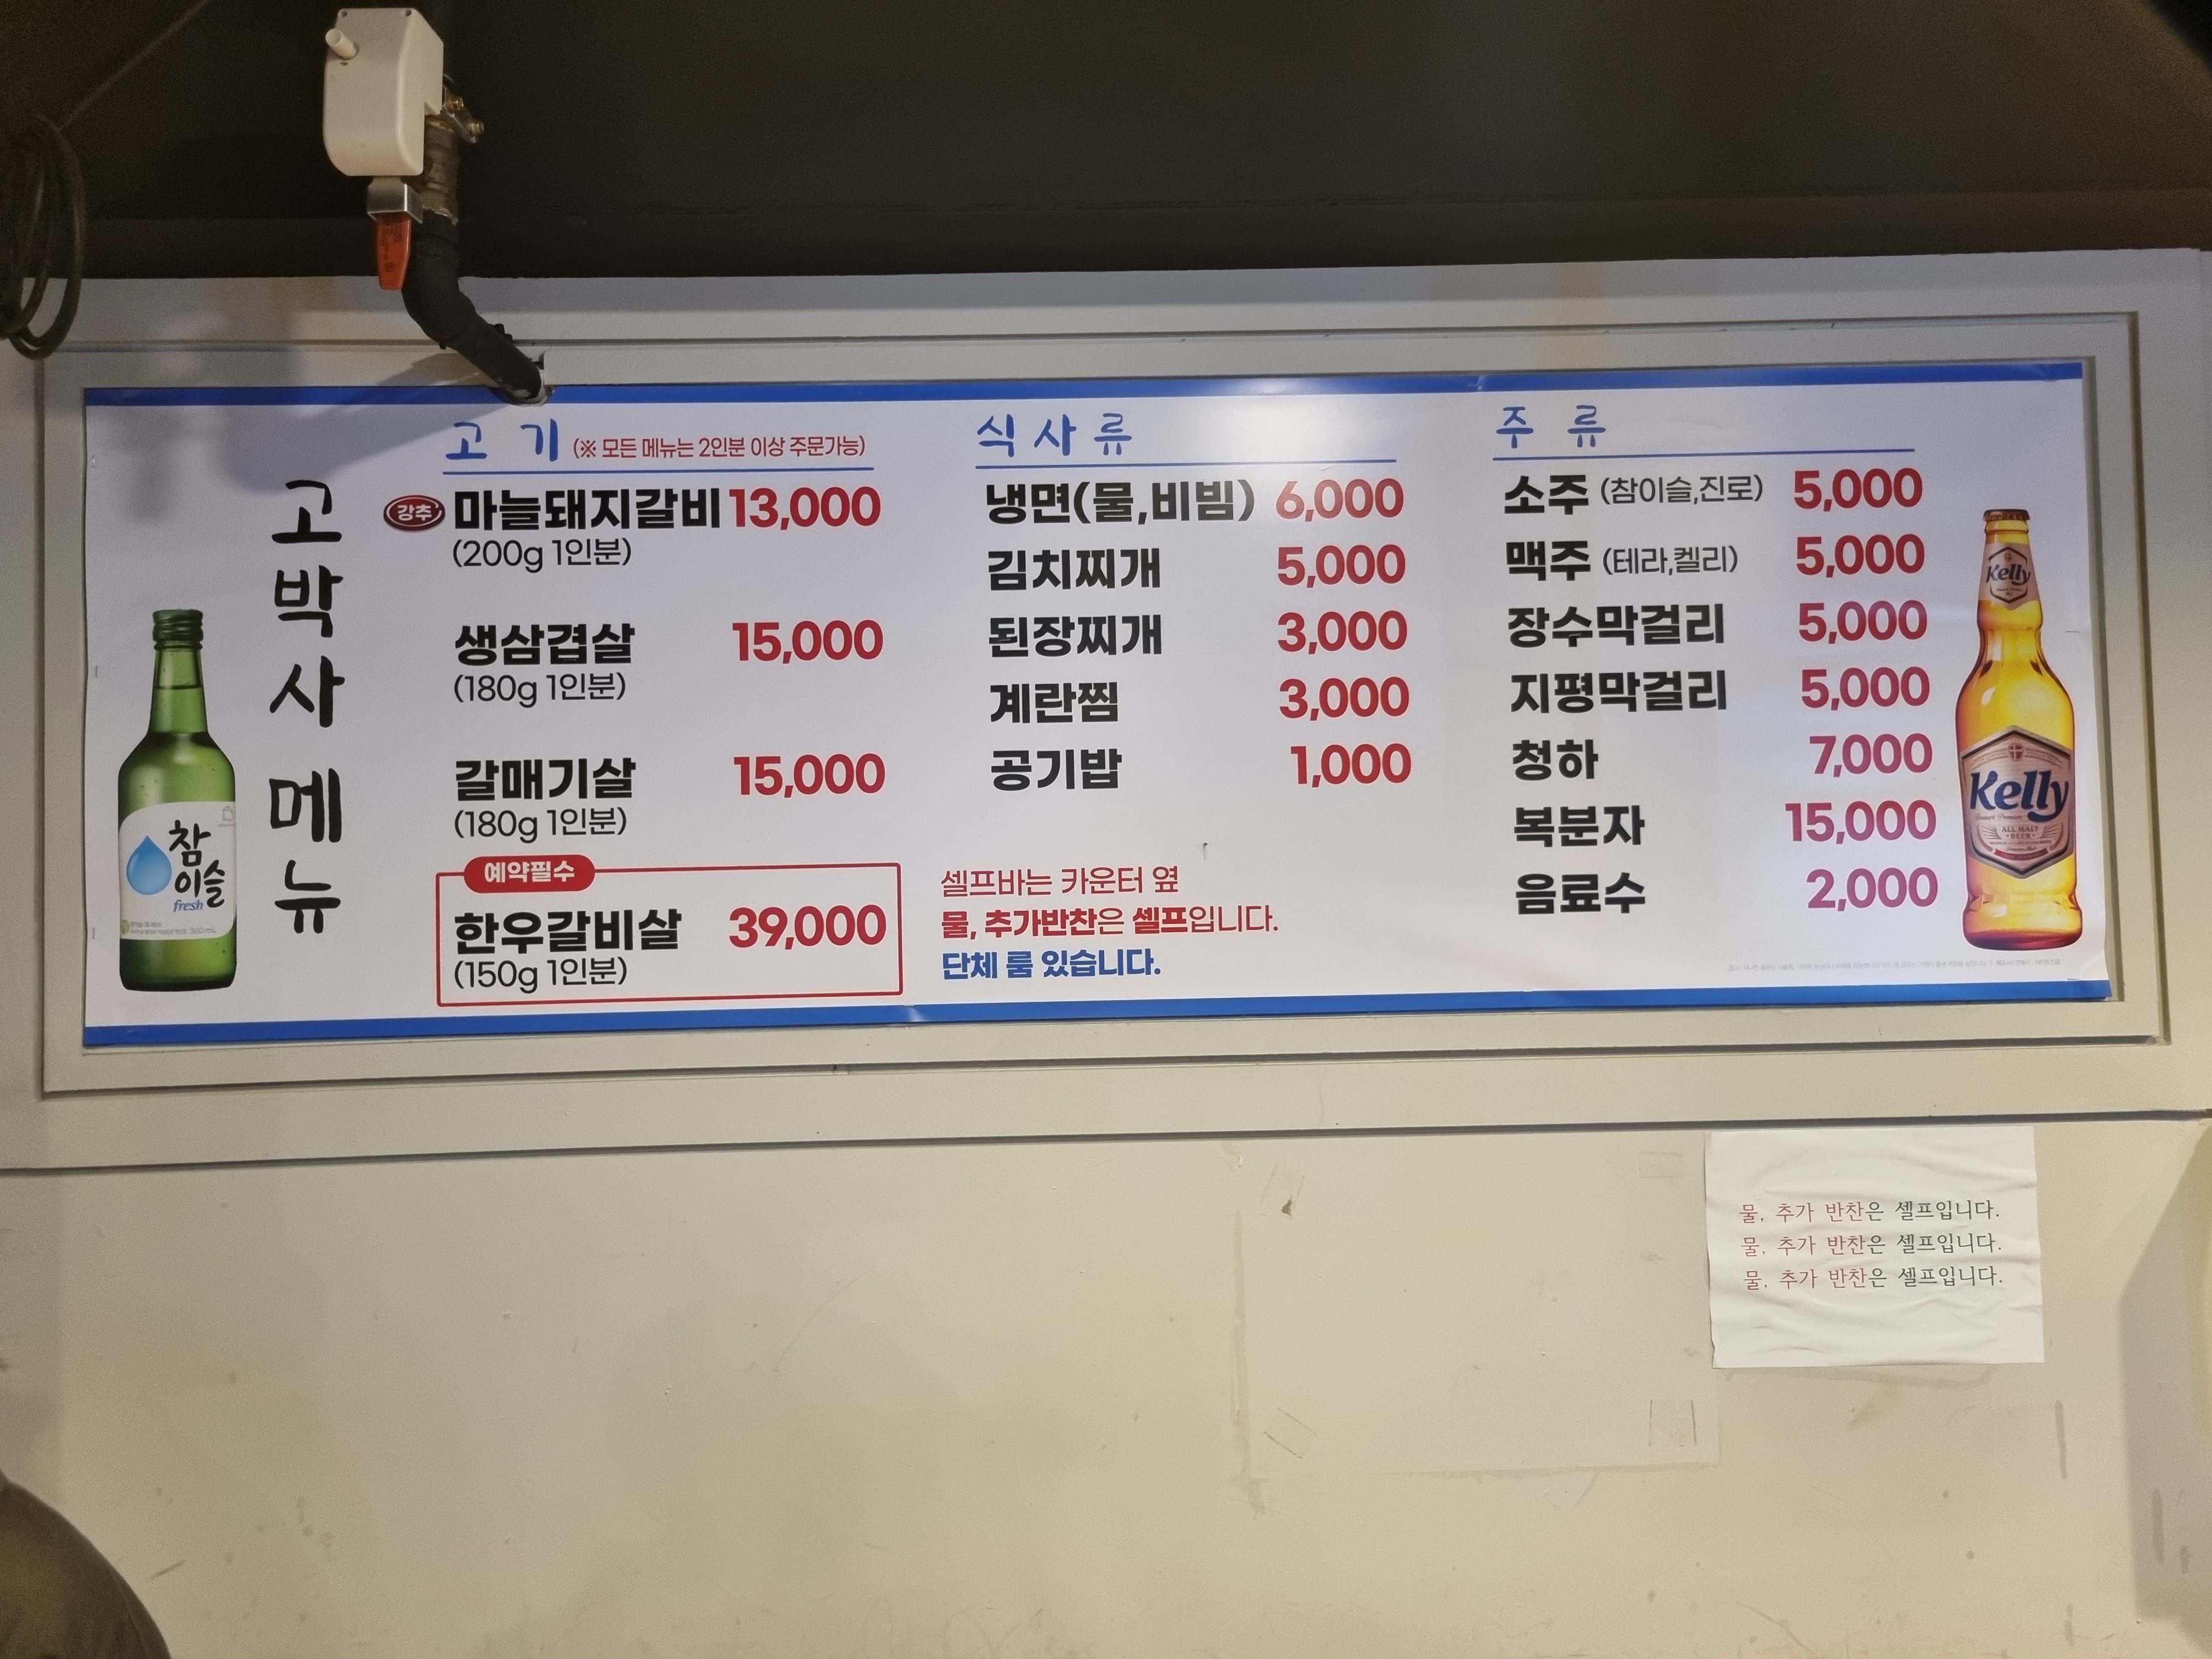 고박사 메뉴
고 기 (※ 모든 메뉴는 2인분 이상 주문가능)
강추 마늘돼지갈비 13,000
(200g 1인분)
생삼겹살 15,000
(180g 1인분)
갈매기살 15,000
(180g 1인분)
예약필수
한우갈비살 39,000
(150g 1인분)
식사류
냉면(물,비빔) 6,000
김치찌개 5,000
된장찌개 3,000
계란찜 3,000
공기밥 1,000
셀프바는 카운터 옆
물, 추가반찬은 셀프입니다.
단체 룸 있습니다.
주 류
소주 (참이슬,진로) 5,000
맥주 (테라,켈리) 5,000
장수막걸리 5,000
지평막걸리 5,000
청하 7,000
복분자 15,000
음료수 2,000
참이슬
fresh
360mL
Kelly
Kelly
ALL MALT
BEER
물, 추가 반찬은 셀프입니다.
물, 추가 반찬은 셀프입니다.
물, 추가 반찬은 셀프입니다.